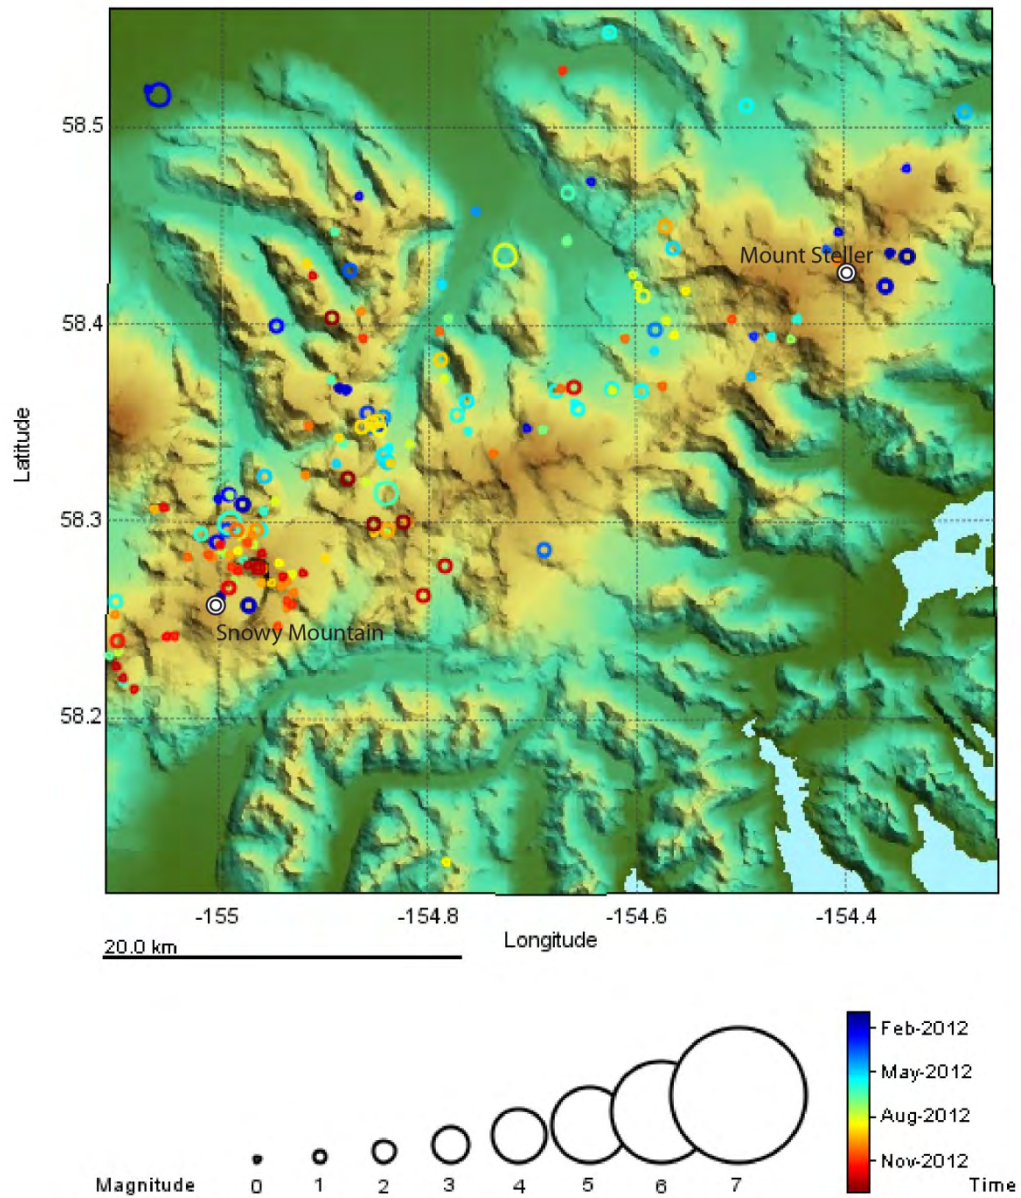 58.5
Mount Steller
58.4
Latitude
58.3
Snowy Mountain
58.2
-155 -154.8 -154.6 -154.4
Longitude
20.0 km
Feb-2012
May-2012
Aug-2012
Nov-2012
Magnitude 0 1 2 3 4 5 6 7 Time